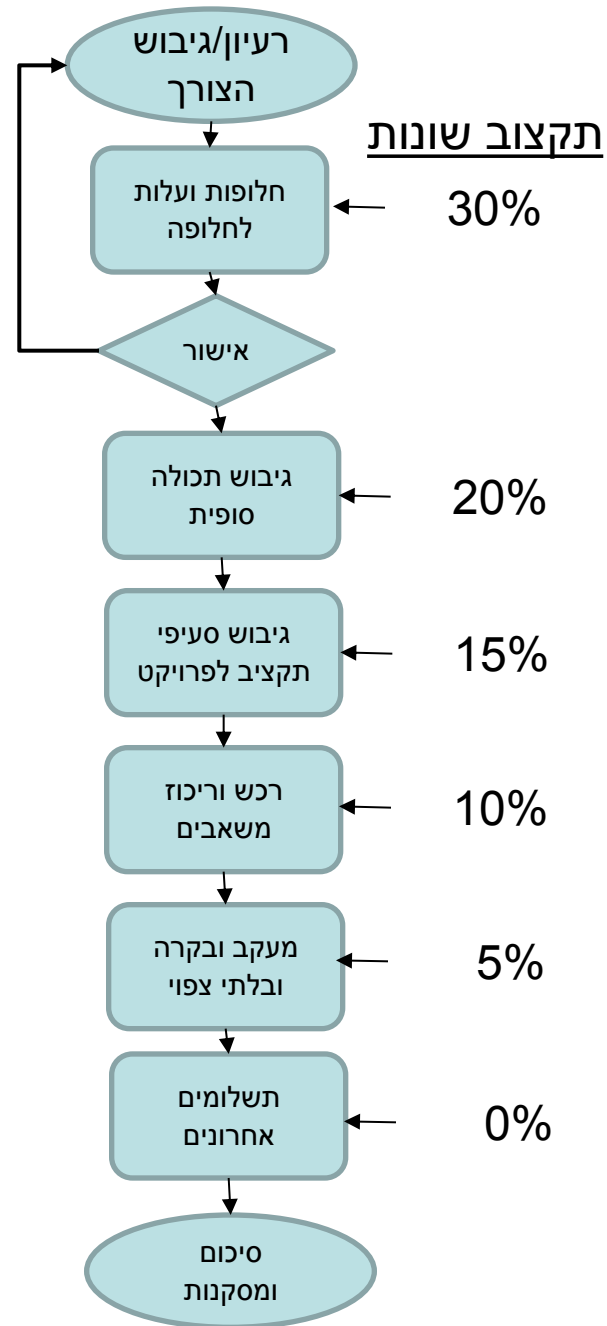 רעיון/גיבוש
הצורך
תקצוב שונות
חלופות ועלות
לחלופה
30%
אישור
גיבוש תכולה
סופית
20%
גיבוש סעיפי
תקציב לפרויקט
15%
רכש וריכוז
משאבים
10%
מעקב ובקרה
ובלתי צפוי
5%
תשלומים
אחרונים
0%
סיכום
ומסקנות